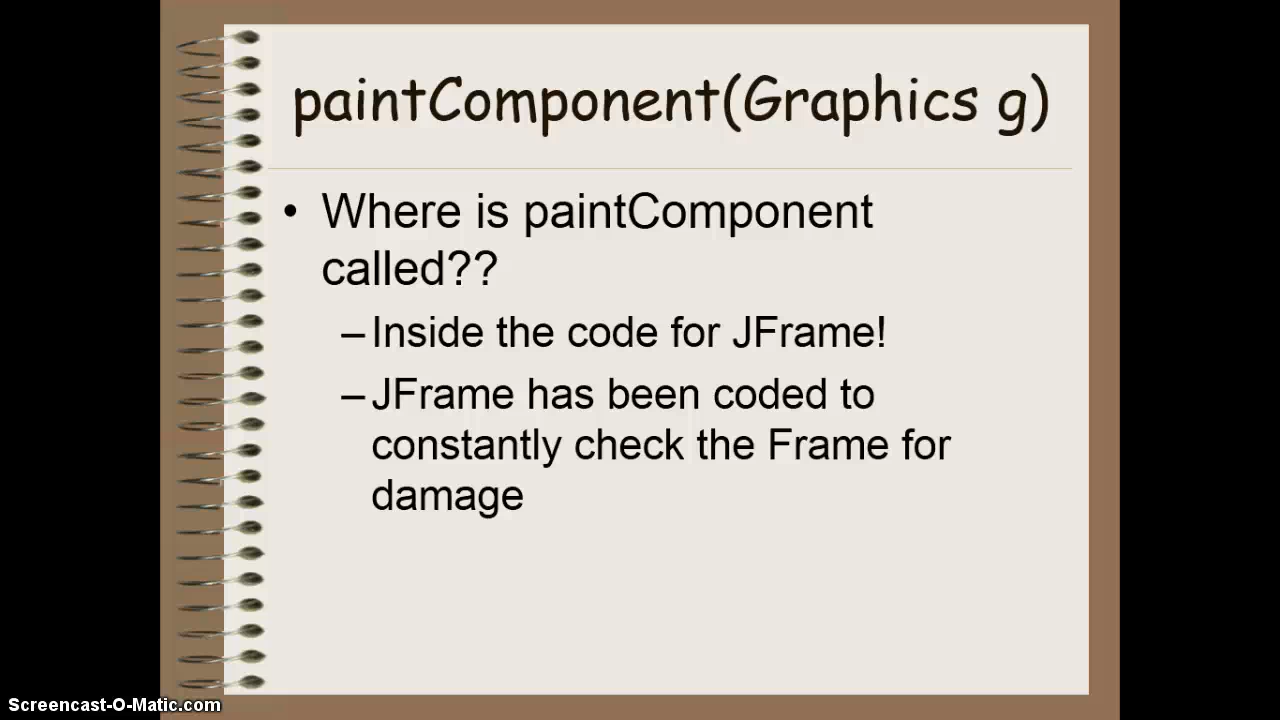 paintComponent(Graphics g)
• Where is paintComponent
called??
–Inside the code for JFrame!
–JFrame has been coded to
constantly check the Frame for
damage
Screencast-O-Matic.com